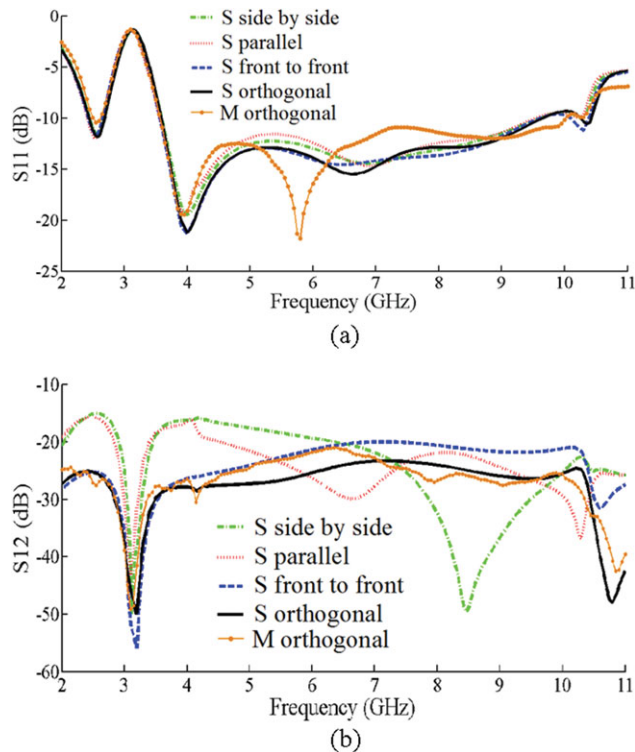 0
-5
-10
-15
-20
-25
S11 (dB)
S side by side
S parallel
S front to front
S orthogonal
M orthogonal
2 3 4 5 6 7 8 9 10 11
Frequency (GHz)
(a)
-10
-20
-30
-40
-50
-60
S12 (dB)
S side by side
S parallel
S front to front
S orthogonal
M orthogonal
2 3 4 5 6 7 8 9 10 11
Frequency (GHz)
(b)